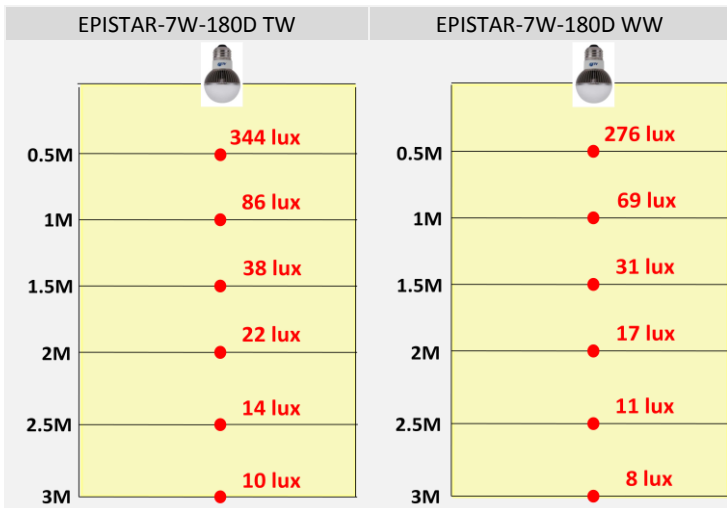 EPISTAR-7W-180D TW
344 lux
0.5M
86 lux
1M
38 lux
1.5M
22 lux
2M
14 lux
2.5M
10 lux
3M
EPISTAR-7W-180D WW
276 lux
0.5M
69 lux
1M
31 lux
1.5M
17 lux
2M
11 lux
2.5M
8 lux
3M